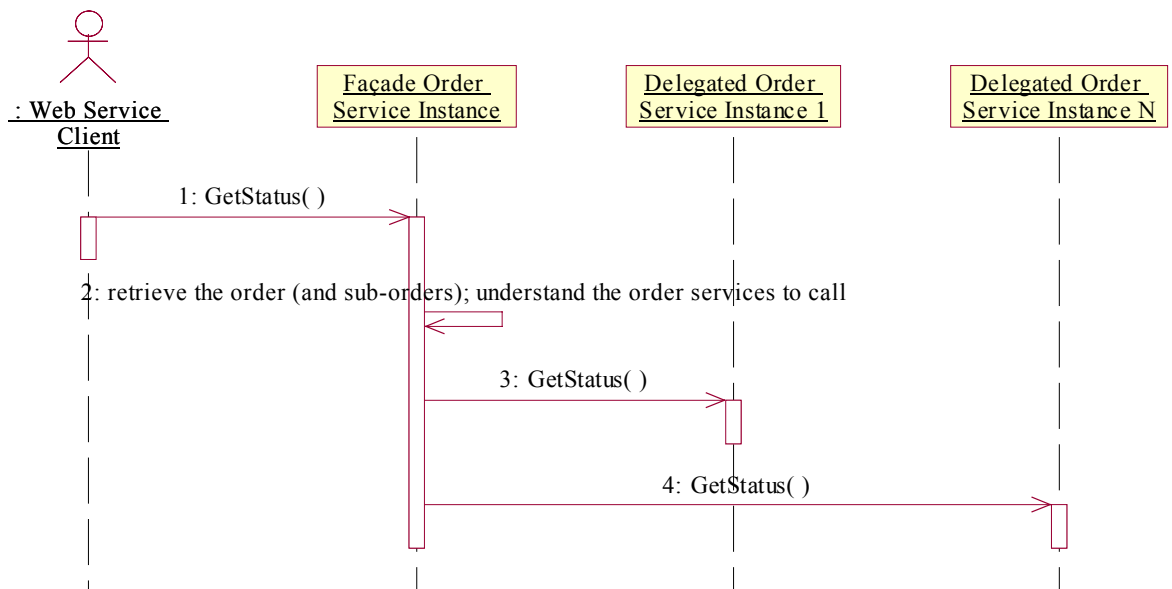 : Web Service
Client
Façade Order
Service Instance
Delegated Order
Service Instance 1
Delegated Order
Service Instance N
1: GetStatus( )
2: retrieve the order (and sub-orders); understand the order services to call
3: GetStatus( )
4: GetStatus( )